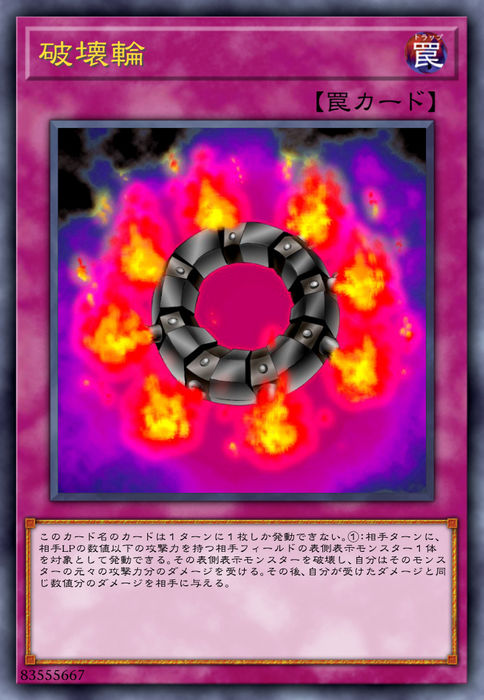 破壊輪
トラップ
罠
【罠カード】
このカード名のカードは１ターンに１枚しか発動できない。①：相手ターンに、
相手LPの数値以下の攻撃力を持つ相手フィールドの表側表示モンスター１体
を対象として発動できる。その表側表示モンスターを破壊し、自分はそのモン
スターの元々の攻撃力分のダメージを受ける。その後、自分が受けたダメージと同
じ数値分のダメージを相手に与える。
83555667